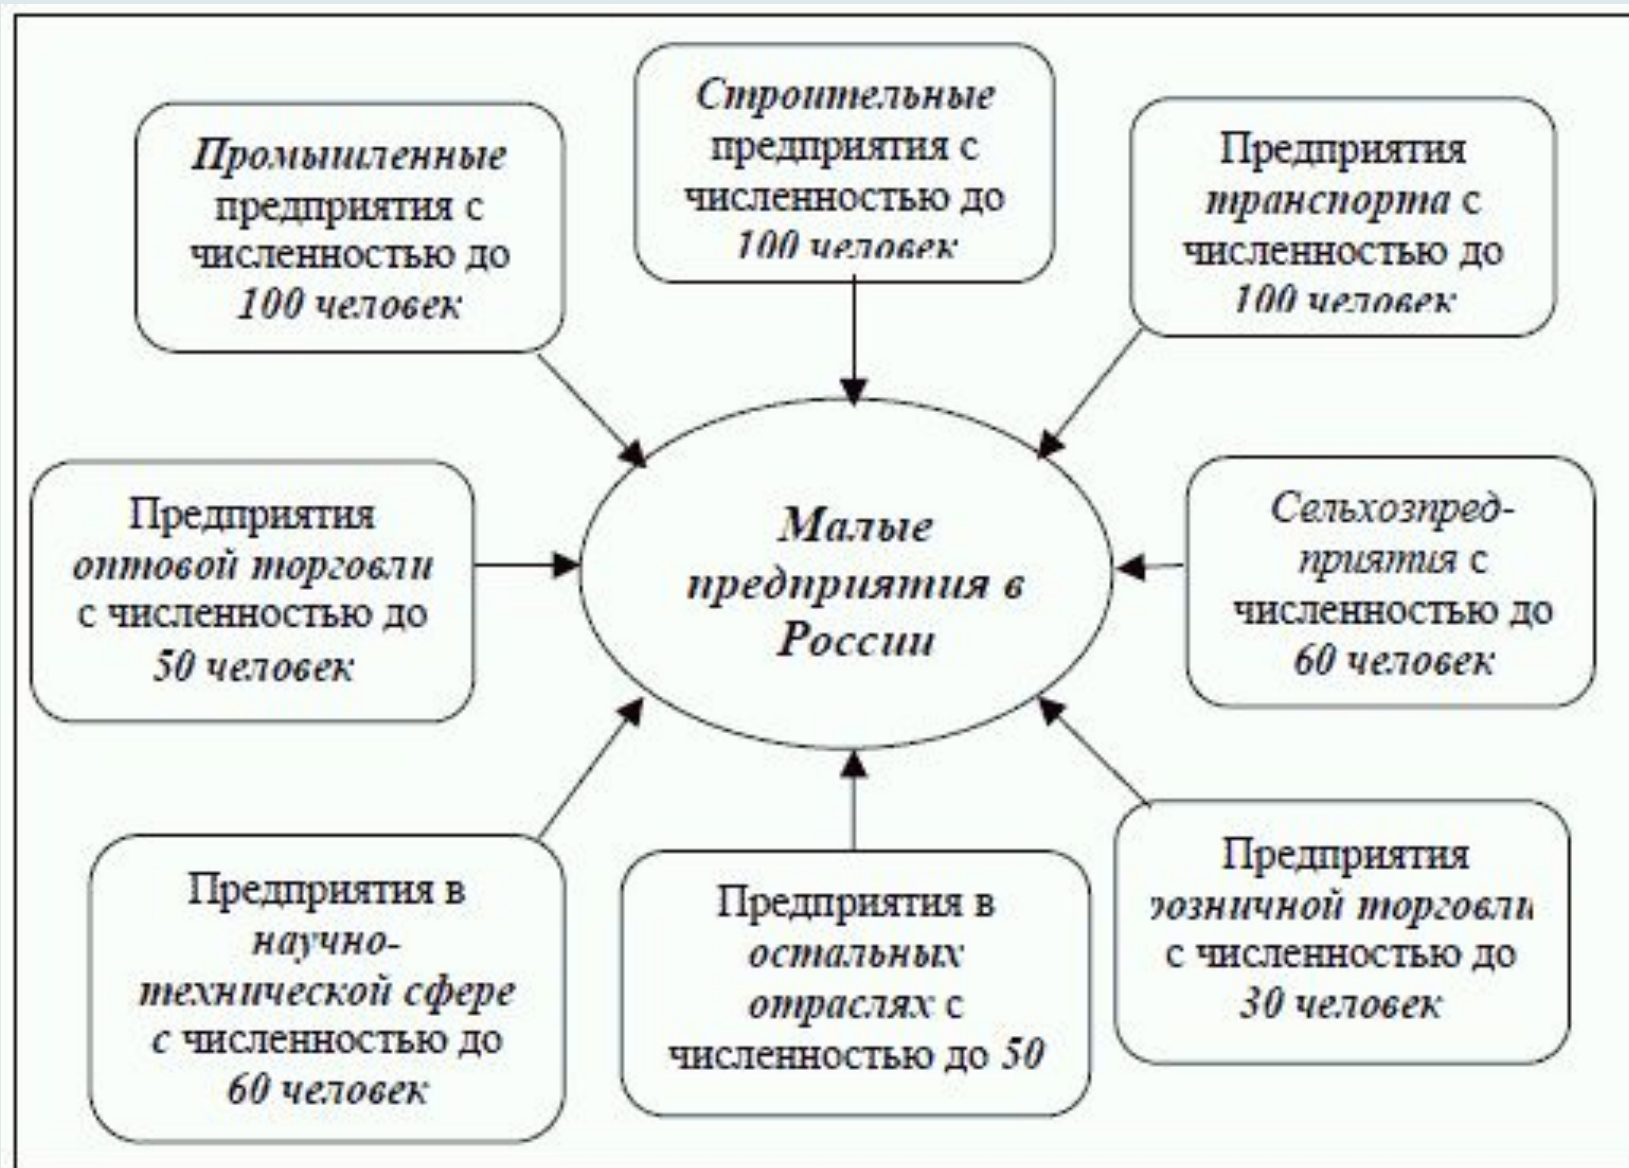 Строительные
предприятия с
численностью до
100 человек
Промышленные
предприятия с
численностью до
100 человек
Предприятия
транспорта с
численностью до
100 человек
Предприятия
оптовой торговли
с численностью до
50 человек
Малые
предприятия в
России
Сельхозпред-
приятия с
численностью до
60 человек
Предприятия в
научно-
технической сфере
с численностью до
60 человек
Предприятия в
остальных
отраслях с
численностью до 50
Предприятия
розничной торговли
с численностью до
30 человек